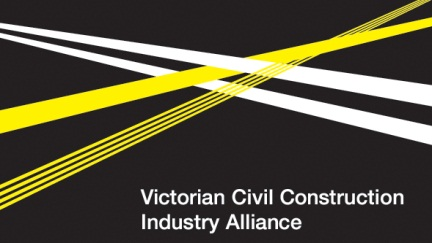 Victorian Civil Construction
Industry Alliance